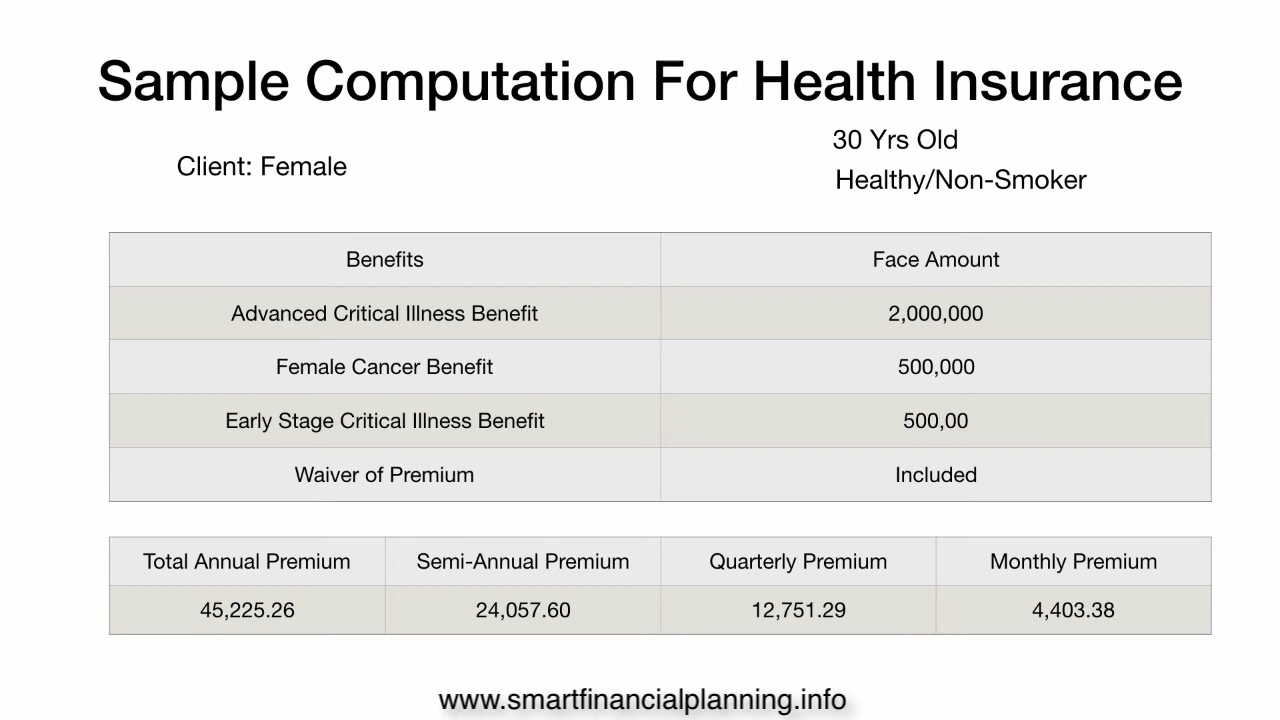 Sample Computation For Health Insurance
30 Yrs Old
Client: Female
Healthy/Non-Smoker
Benefits Face Amount
Advanced Critical Illness Benefit 2,000,000
Female Cancer Benefit 500,000
Early Stage Critical Illness Benefit 500,00
Waiver of Premium Included
Total Annual Premium Semi-Annual Premium Quarterly Premium Monthly Premium
45,225.26 24,057.60 12,751.29 4,403.38
www.smartfinancialplanning.info